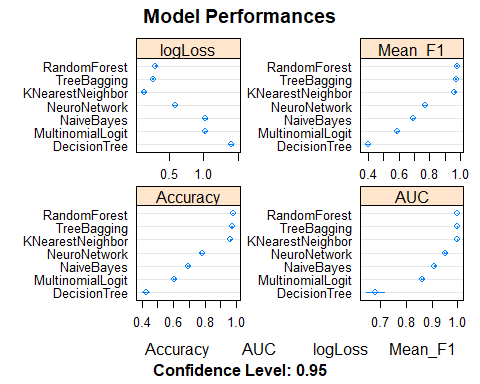 Model Performances
logLoss
RandomForest
TreeBagging
KNearestNeighbor
NeuroNetwork
NaiveBayes
MultinomialLogit
DecisionTree
0.5 1.0
Mean_F1
RandomForest
TreeBagging
KNearestNeighbor
NeuroNetwork
NaiveBayes
MultinomialLogit
DecisionTree
0.4 0.6 0.8 1.0
Accuracy
RandomForest
TreeBagging
KNearestNeighbor
NeuroNetwork
NaiveBayes
MultinomialLogit
DecisionTree
0.4 0.6 0.8 1.0
AUC
RandomForest
TreeBagging
KNearestNeighbor
NeuroNetwork
NaiveBayes
MultinomialLogit
DecisionTree
0.7 0.8 0.9 1.0
Accuracy AUC logLoss Mean_F1
Confidence Level: 0.95